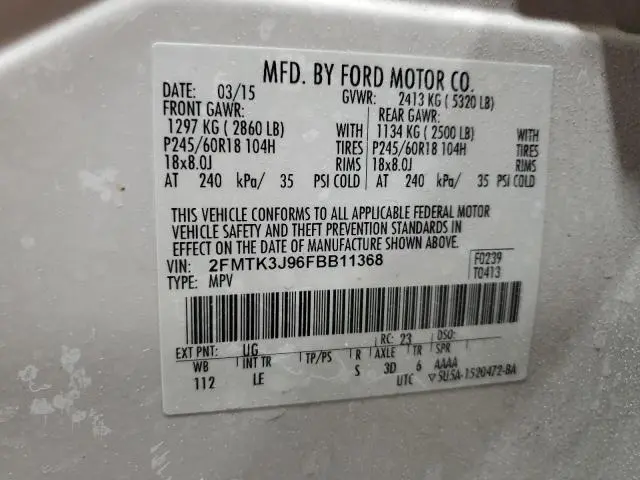 MFD. BY FORD MOTOR CO.
DATE: 03/15 GVWR: 2413 KG ( 5320 LB)
FRONT GAWR: REAR GAWR:
1297 KG ( 2860 LB) WITH 1134 KG ( 2500 LB) WITH
P245/60R18 104H TIRES P245/60R18 104H TIRES
18x8.0J RIMS 18x8.0J RIMS
AT 240 kPa/ 35 PSI COLD AT 240 kPa/ 35 PSI COLD
THIS VEHICLE CONFORMS TO ALL APPLICABLE FEDERAL MOTOR
VEHICLE SAFETY AND THEFT PREVENTION STANDARDS IN
EFFECT ON THE DATE OF MANUFACTURE SHOWN ABOVE.
VIN: 2FMTK3J96FBB11368 F0239
TYPE: MPV T0413
EXT PNT: UG RC: 23 DSO:
WB INT TR TP/PS R AXLE TR SPR
112 LE S 3D 6 AAAA
UTC ▽5U5A-1520472-BA